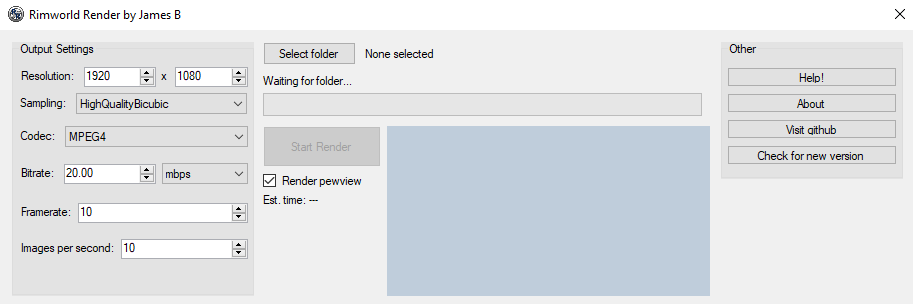 Rimworld Render by James B
Output Settings
Resolution: 1920 x 1080
Sampling: HighQualityBicubic
Codec: MPEG4
Bitrate: 20.00 mbps
Framerate: 10
Images per second: 10
Select folder None selected
Waiting for folder...
Start Render
Render pewview
Est. time: ---
Other
Help!
About
Visit github
Check for new version